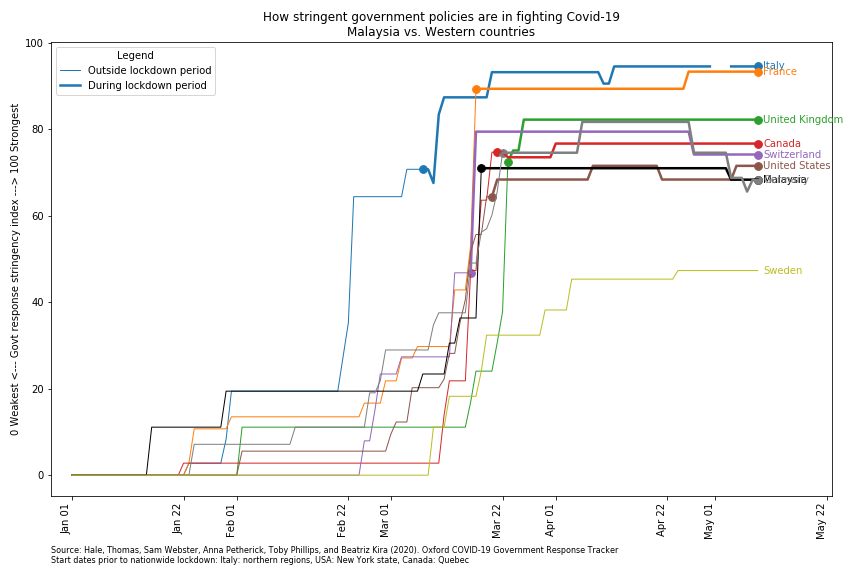 How stringent government policies are in fighting Covid-19
Malaysia vs. Western countries
Legend
Outside lockdown period
During lockdown period
0 Weakest <--- Govt response stringency index ---> 100 Strongest
100
80
60
40
20
0
Italy
France
United Kingdom
Canada
Switzerland
United States
Malaysia
Sweden
Jan 01
Jan 22
Feb 01
Feb 22
Mar 01
Mar 22
Apr 01
Apr 22
May 01
May 22
Source: Hale, Thomas, Sam Webster, Anna Petherick, Toby Phillips, and Beatriz Kira (2020). Oxford COVID-19 Government Response Tracker
Start dates prior to nationwide lockdown: Italy: northern regions, USA: New York state, Canada: Quebec